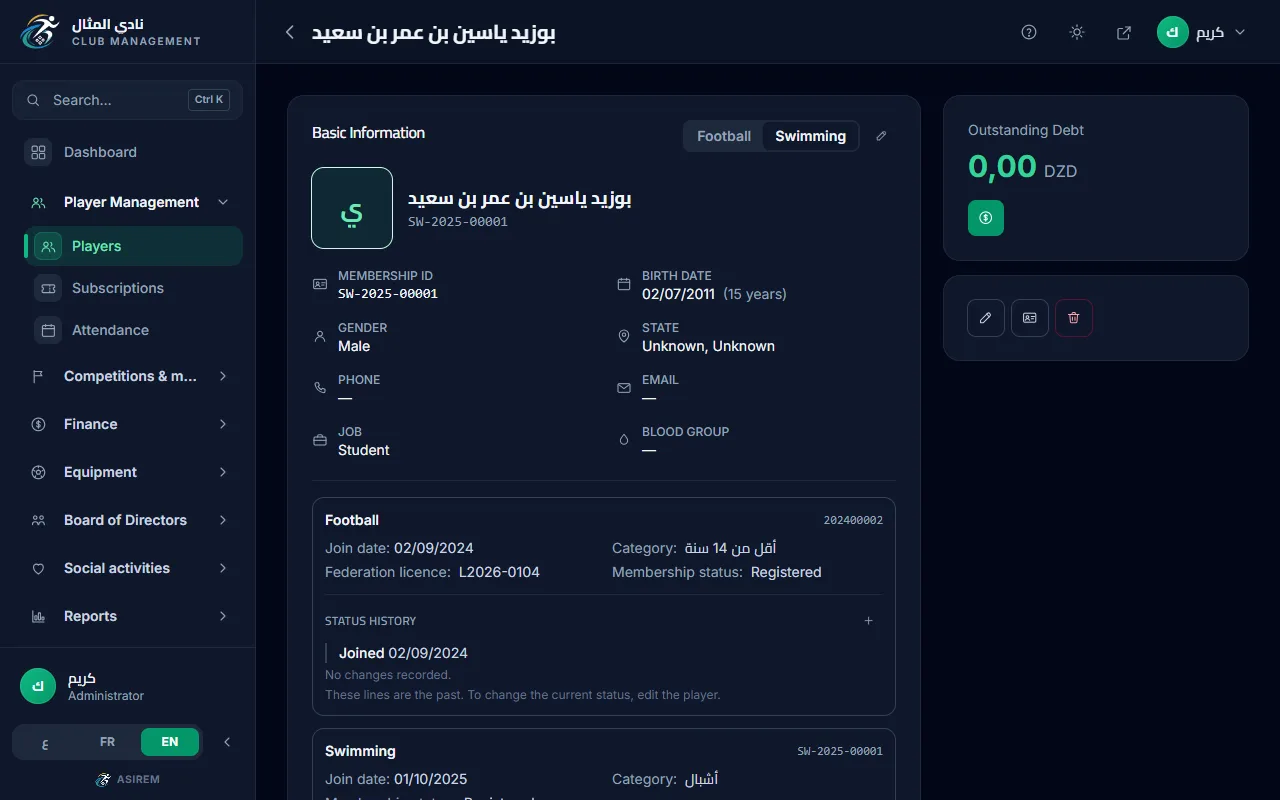 نادي المثال
CLUB MANAGEMENT
Search...
Ctrl K
Dashboard
Player Management
Players
Subscriptions
Attendance
Competitions & m...
Finance
Equipment
Board of Directors
Social activities
Reports
ك
كريم
Administrator
ع
FR
EN
ASIREM
بوزيد ياسين بن عمر بن سعيد
ك
كريم
Basic Information
Football
Swimming
ي
بوزيد ياسين بن عمر بن سعيد
SW-2025-00001
MEMBERSHIP ID
SW-2025-00001
BIRTH DATE
02/07/2011 (15 years)
GENDER
Male
STATE
Unknown, Unknown
PHONE
—
EMAIL
—
JOB
Student
BLOOD GROUP
—
Football
202400002
Join date: 02/09/2024
Category: أقل من 14 سنة
Federation licence: L2026-0104
Membership status: Registered
STATUS HISTORY
Joined 02/09/2024
No changes recorded.
These lines are the past. To change the current status, edit the player.
Swimming
SW-2025-00001
Join date: 01/10/2025
Category: أشبال
Outstanding Debt
0,00 DZD